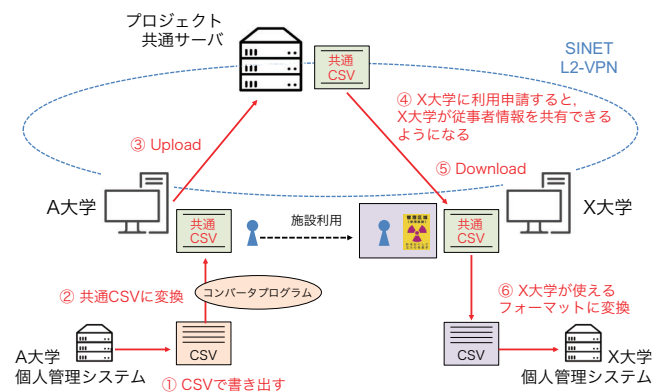 プロジェクト
共通サーバ
共通
CSV
SINET
L2-VPN
④ X大学に利用申請すると,
X大学が従事者情報を共有できる
ようになる
③ Upload
⑤ Download
A大学
X大学
共通
CSV
施設利用
管理区域
共通
CSV
② 共通CSVに変換
コンバータプログラム
⑥ X大学が使える
フォーマットに変換
CSV
CSV
A大学
個人管理システム
X大学
個人管理システム
① CSVで書き出す